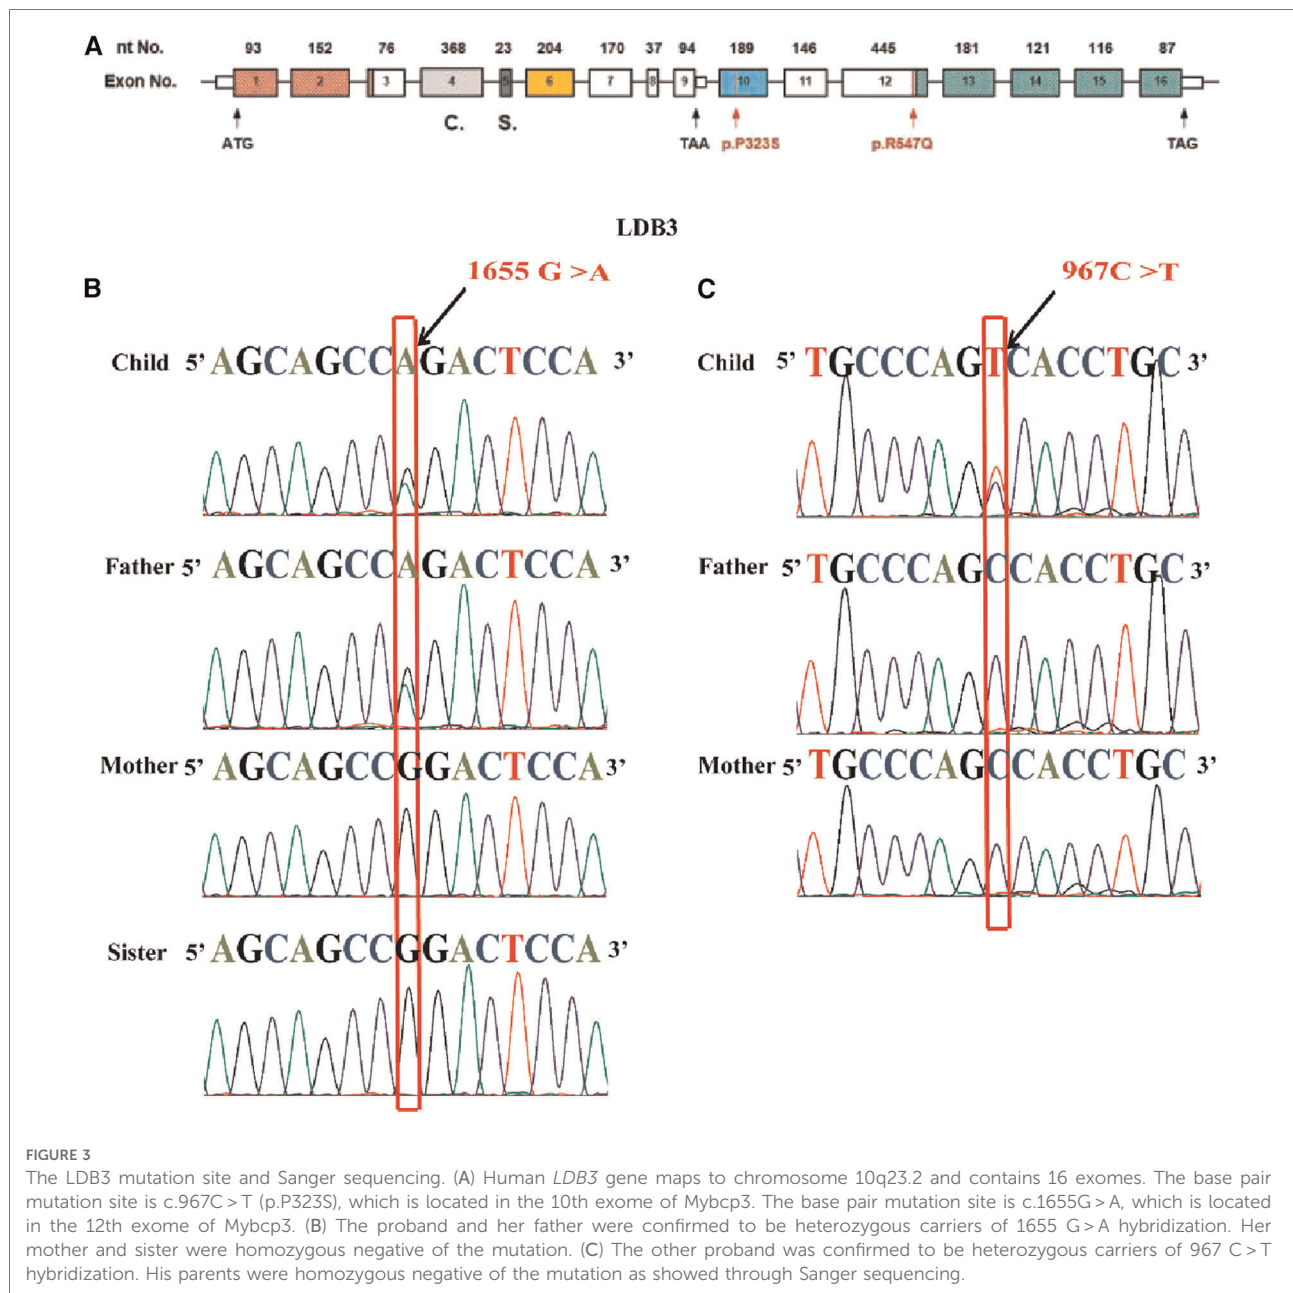 A nt No. 93 152 76 368 23 204 170 37 94 189 146 445 181 121 116 87
Exon No. 1 2 3 4 5 6 7 8 9 10 11 12 13 14 15 16
C. S.
ATG TAA p.P323S p.R547Q TAG
LDB3
1655 G >A 967C >T
B C
Child 5’ AGCAGCCAGACTCCA 3’
Child 5’ TGCCCAGTCACCTGC 3’
Father 5’ AGCAGCCAGACTCCA 3’
Father 5’ TGCCCAGCCACCTGC 3’
Mother 5’ AGCAGCCGGACTCCA 3’
Mother 5’ TGCCCAGCCACCTGC 3’
Sister 5’ AGCAGCCGGACTCCA 3’
FIGURE 3
The LDB3 mutation site and Sanger sequencing. (A) Human LDB3 gene maps to chromosome 10q23.2 and contains 16 exomes. The base pair
mutation site is c.967C > T (p.P323S), which is located in the 10th exome of Mybcp3. The base pair mutation site is c.1655G > A, which is located
in the 12th exome of Mybcp3. (B) The proband and her father were confirmed to be heterozygous carriers of 1655 G > A hybridization. Her
mother and sister were homozygous negative of the mutation. (C) The other proband was confirmed to be heterozygous carriers of 967 C > T
hybridization. His parents were homozygous negative of the mutation as showed through Sanger sequencing.